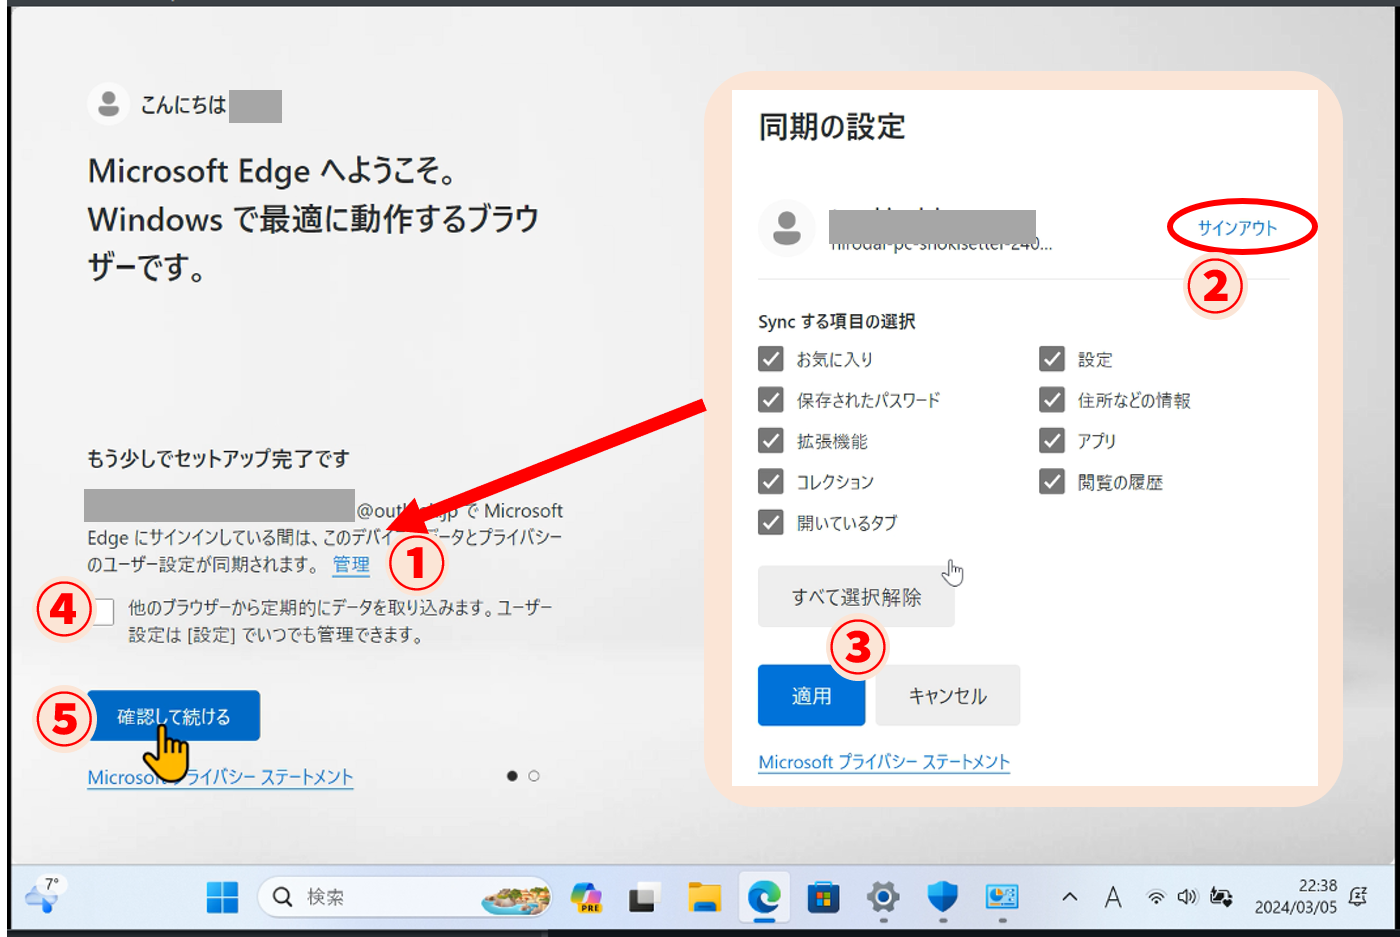 こんにちは
Microsoft Edge へようこそ。
Windows で最適に動作するブラウ
ザーです。
もう少しでセットアップ完了です
で Microsoft
Edge にサインインしている間は、このデバイ データとプライバシー
のユーザー設定が同期されます。 管理
①
④
他のブラウザーから定期的にデータを取り込みます。ユーザー
設定は [設定] でいつでも管理できます。
⑤
確認して続ける
Microsoft プライバシー ステートメント
同期の設定
サインアウト
②
Sync する項目の選択
お気に入り
設定
保存されたパスワード
住所などの情報
拡張機能
アプリ
コレクション
閲覧の履歴
開いているタブ
すべて選択解除
③
適用
キャンセル
Microsoft プライバシー ステートメント
7°
検索
PRE
A
22:38
2024/03/05